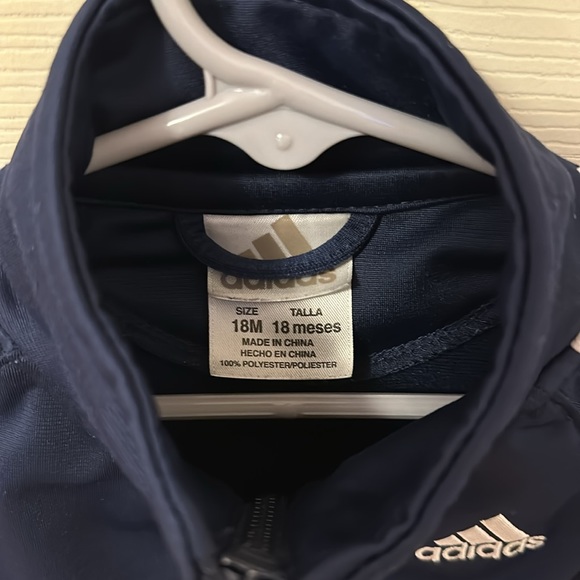 adidas
SIZE TALLA
18M 18 meses
MADE IN CHINA
HECHO EN CHINA
100% POLYESTER/POLIESTER
adidas